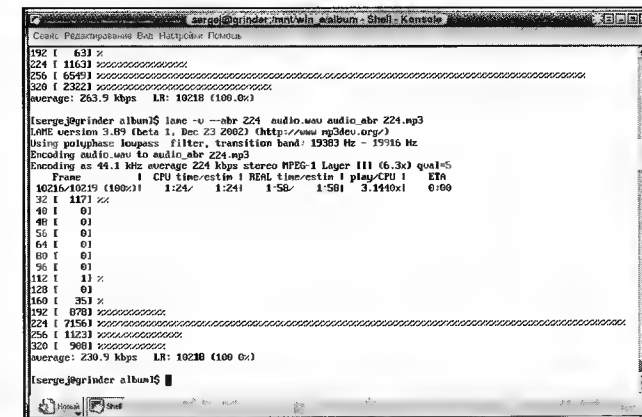 sergej@grinder:/mnt/win_e/album - Shell - Konsole
Сеанс Редактирование Вид Настройки Помощь
192 [   63] %
224 [ 1163] %%%%%%%%%%%%
256 [ 6549] %%%%%%%%%%%%%%%%%%%%%%%%%%%%%%%%%%%%%%%%%%%%%%%%%%%%%%%%%%%%%%%%%
320 [ 2322] %%%%%%%%%%%%%%%%%%%%%%%
average: 263.9 kbps   LR: 10218 (100.0%)
[sergej@grinder album]$ lame -v --abr 224  audio.wav audio_abr 224.mp3
LAME version 3.89 (beta 1, Dec 23 2002) (http://www mp3dev.org/)
Using polyphase lowpass  filter, transition band: 19383 Hz - 19916 Hz
Encoding audio.wav to audio_abr 224.mp3
Encoding as 44.1 kHz average 224 kbps stereo MPEG-1 Layer III (6.3x) qual=5
Frame          |  CPU time/estim | REAL time/estim | play/CPU |    ETA
10216/10219 (100%)|    1:24/    1:24|    1:58/    1:58|    3.1440x|    0:00
32 [  117] %%
40 [    0]
48 [    0]
56 [    0]
64 [    0]
80 [    0]
96 [    0]
112 [    1] %
128 [    0]
160 [   35] %
192 [  878] %%%%%%%%%
224 [ 7156] %%%%%%%%%%%%%%%%%%%%%%%%%%%%%%%%%%%%%%%%%%%%%%%%%%%%%%%%%%%%%%%%%%%%%%
256 [ 1123] %%%%%%%%%%%
320 [  908] %%%%%%%%%
average: 230.9 kbps   LR: 10218 (100 0%)
[sergej@grinder album]$
Новый Shell